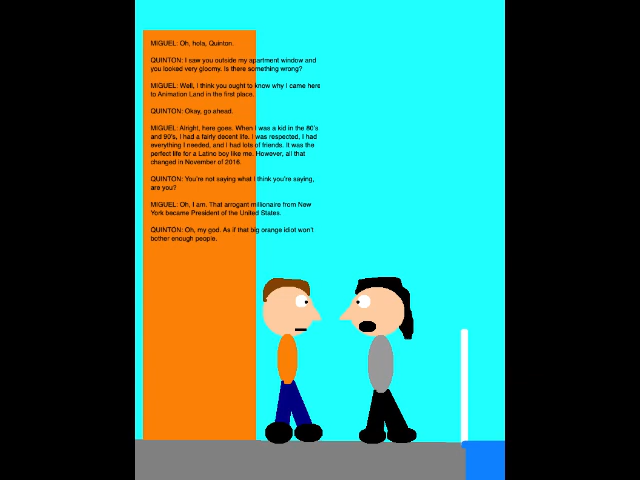 MIGUEL: Oh, hola, Quinton.
QUINTON: I saw you outside my apartment window and
you looked very gloomy. Is there something wrong?
MIGUEL: Well, I think you ought to know why I came here
to Animation Land in the first place.
QUINTON: Okay, go ahead.
MIGUEL: Alright, here goes. When I was a kid in the 80's
and 90's, I had a fairly decent life. I was respected, I had
everything I needed, and I had lots of friends. It was the
perfect life for a Latino boy like me. However, all that
changed in November of 2016.
QUINTON: You're not saying what I think you're saying,
are you?
MIGUEL: Oh, I am. That arrogant millionaire from New
York became President of the United States.
QUINTON: Oh, my god. As if that big orange idiot won't
bother enough people.